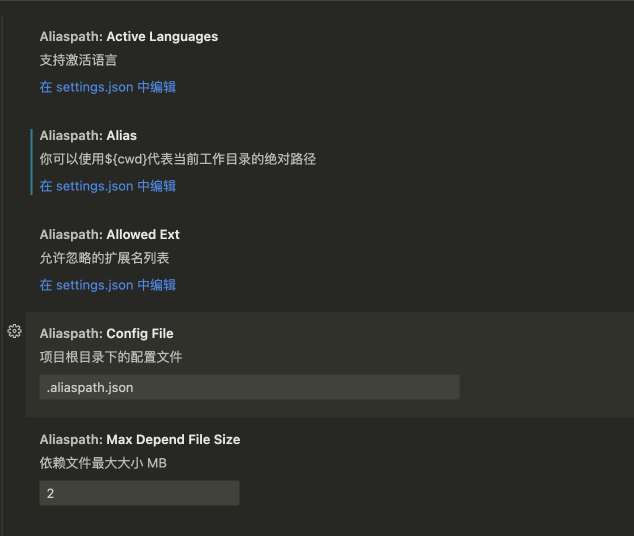 Aliaspath: Active Languages
支持激活语言
在 settings.json 中编辑
Aliaspath: Alias
你可以使用${cwd}代表当前工作目录的绝对路径
在 settings.json 中编辑
Aliaspath: Allowed Ext
允许忽略的扩展名列表
在 settings.json 中编辑
Aliaspath: Config File
项目根目录下的配置文件
.aliaspath.json
Aliaspath: Max Depend File Size
依赖文件最大大小 MB
2